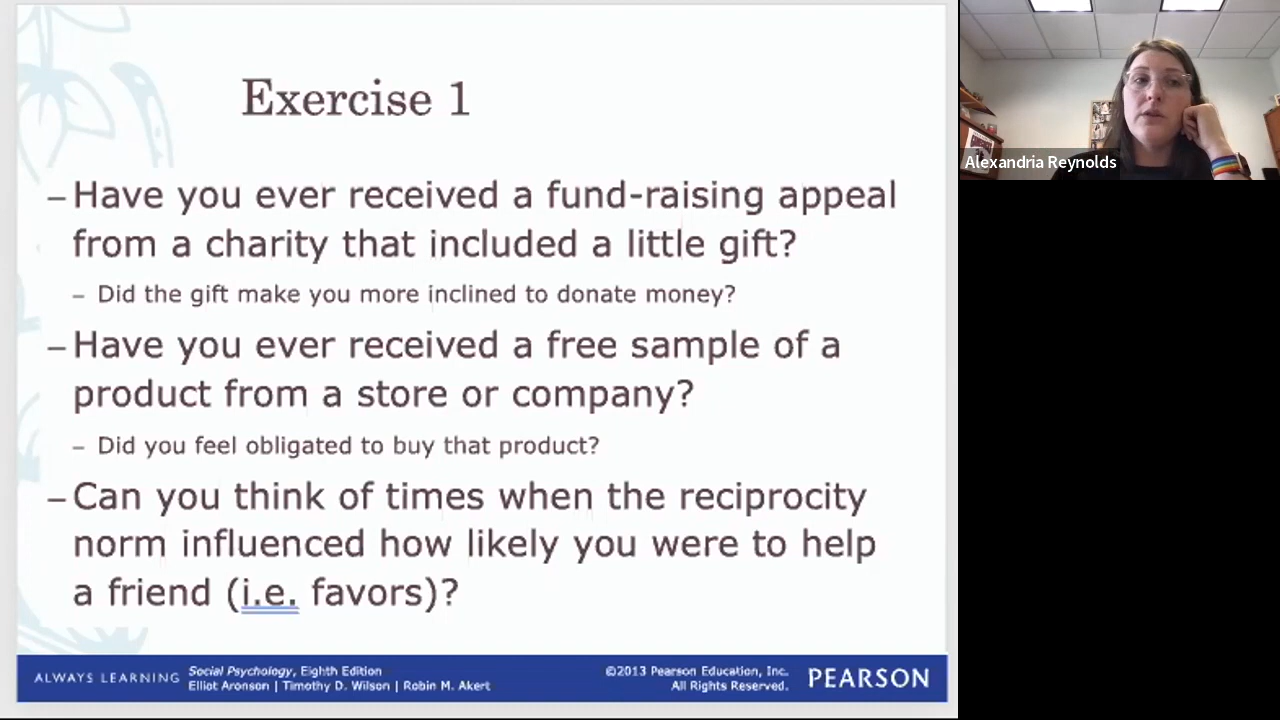 Exercise 1
– Have you ever received a fund-raising appeal
from a charity that included a little gift?
– Did the gift make you more inclined to donate money?
– Have you ever received a free sample of a
product from a store or company?
– Did you feel obligated to buy that product?
– Can you think of times when the reciprocity
norm influenced how likely you were to help
a friend (i.e. favors)?
ALWAYS LEARNING
Social Psychology, Eighth Edition
Elliot Aronson | Timothy D. Wilson | Robin M. Akert
©2013 Pearson Education, Inc.
All Rights Reserved.
PEARSON
Alexandria Reynolds